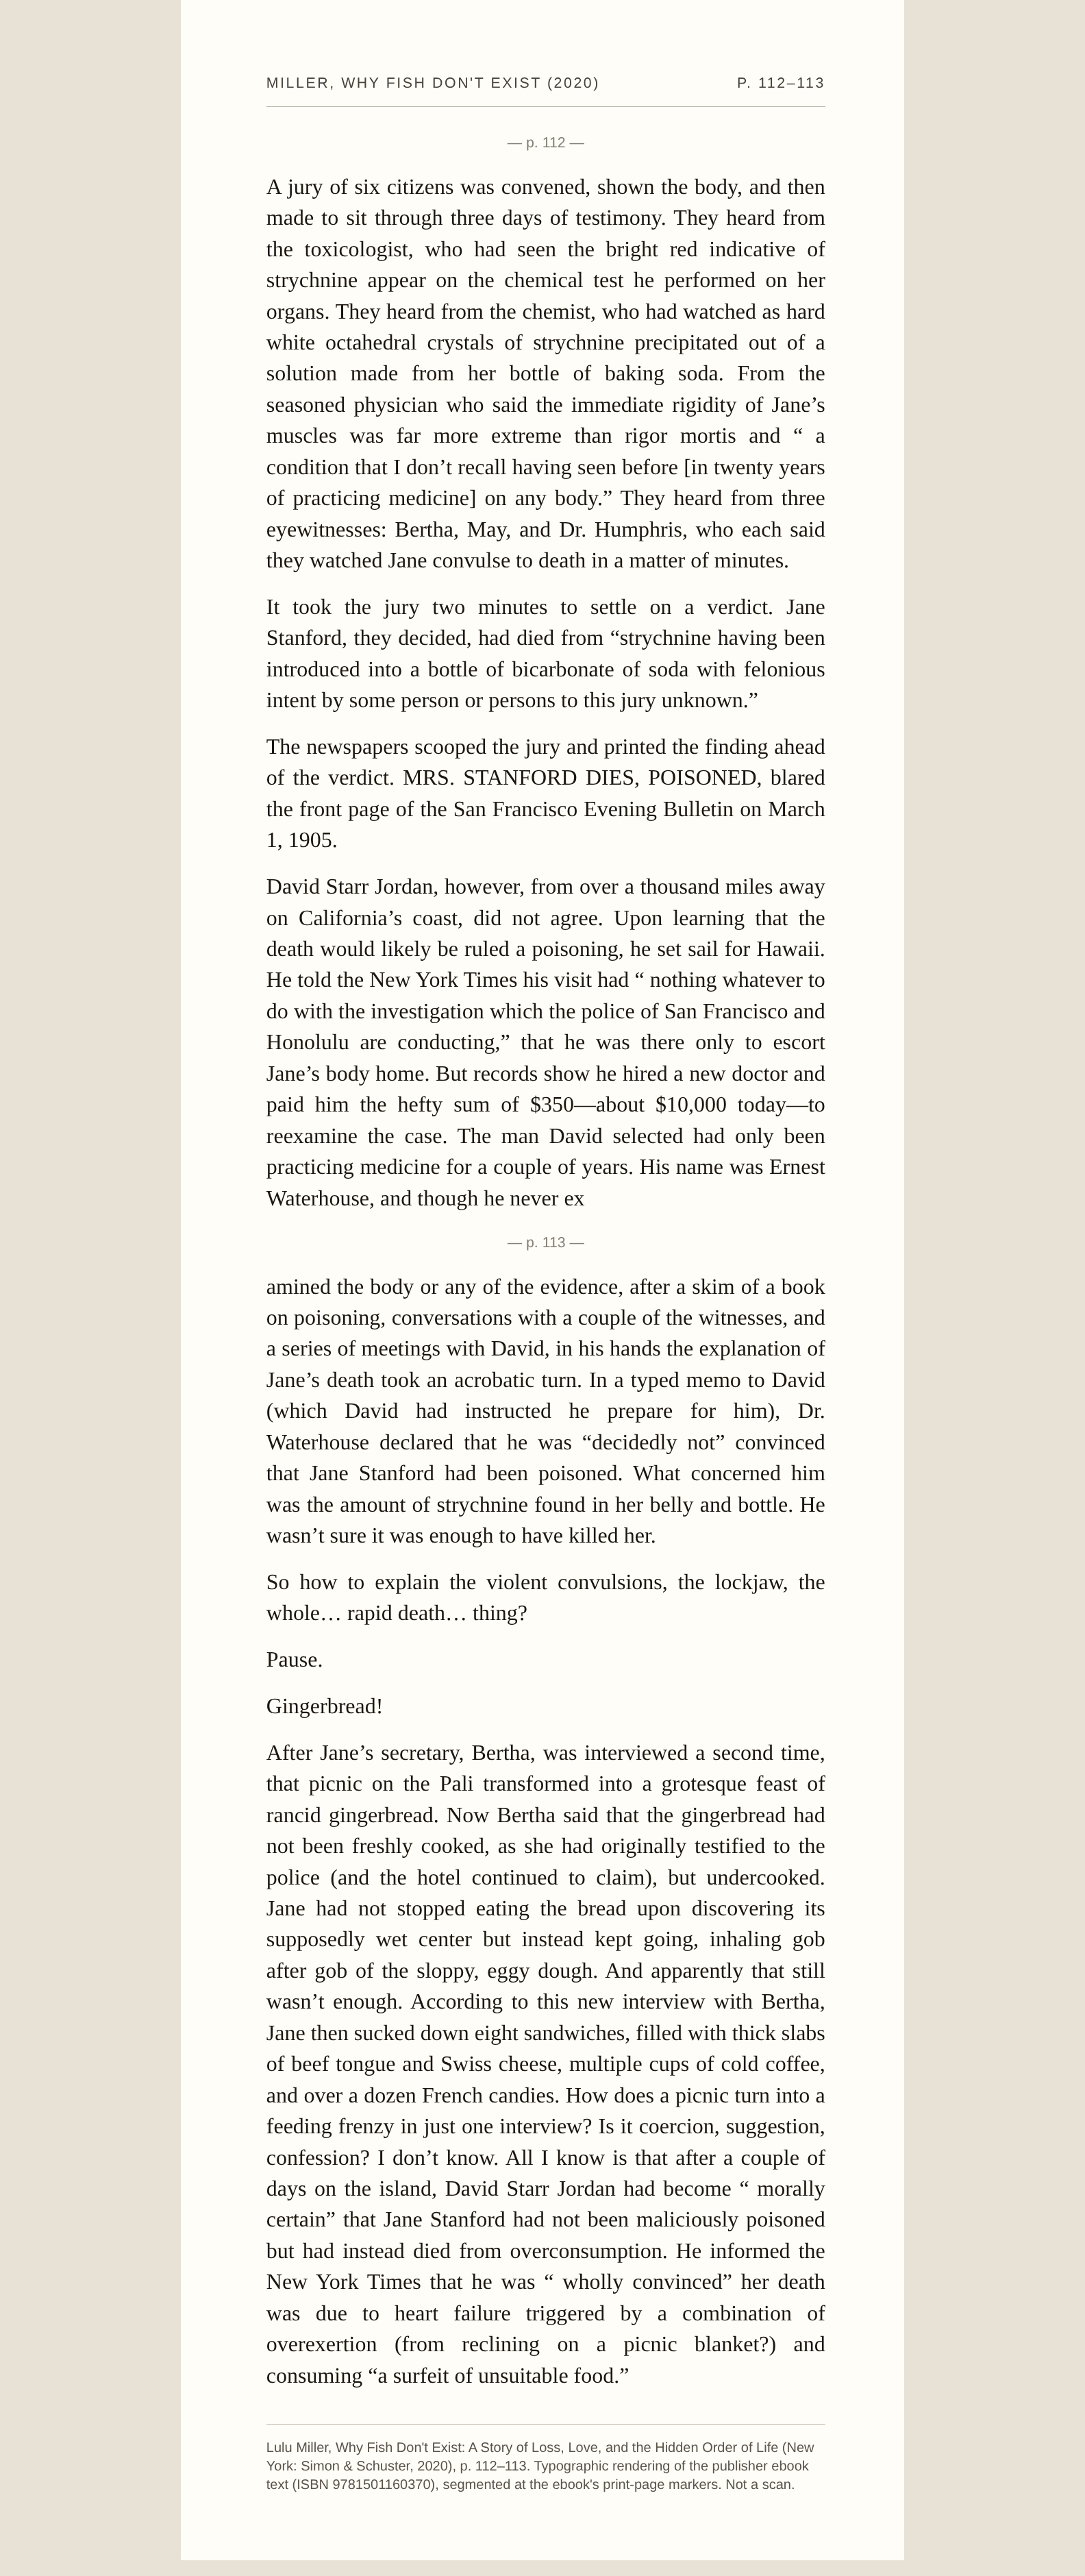 MILLER, WHY FISH DON'T EXIST (2020) P. 112–113
— p. 112 —
A jury of six citizens was convened, shown the body, and then
made to sit through three days of testimony. They heard from
the toxicologist, who had seen the bright red indicative of
strychnine appear on the chemical test he performed on her
organs. They heard from the chemist, who had watched as hard
white octahedral crystals of strychnine precipitated out of a
solution made from her bottle of baking soda. From the
seasoned physician who said the immediate rigidity of Jane’s
muscles was far more extreme than rigor mortis and “ a
condition that I don’t recall having seen before [in twenty years
of practicing medicine] on any body.” They heard from three
eyewitnesses: Bertha, May, and Dr. Humphris, who each said
they watched Jane convulse to death in a matter of minutes.
It took the jury two minutes to settle on a verdict. Jane
Stanford, they decided, had died from “strychnine having been
introduced into a bottle of bicarbonate of soda with felonious
intent by some person or persons to this jury unknown.”
The newspapers scooped the jury and printed the finding ahead
of the verdict. MRS. STANFORD DIES, POISONED, blared
the front page of the San Francisco Evening Bulletin on March
1, 1905.
David Starr Jordan, however, from over a thousand miles away
on California’s coast, did not agree. Upon learning that the
death would likely be ruled a poisoning, he set sail for Hawaii.
He told the New York Times his visit had “ nothing whatever to
do with the investigation which the police of San Francisco and
Honolulu are conducting,” that he was there only to escort
Jane’s body home. But records show he hired a new doctor and
paid him the hefty sum of $350—about $10,000 today—to
reexamine the case. The man David selected had only been
practicing medicine for a couple of years. His name was Ernest
Waterhouse, and though he never ex
— p. 113 —
amined the body or any of the evidence, after a skim of a book
on poisoning, conversations with a couple of the witnesses, and
a series of meetings with David, in his hands the explanation of
Jane’s death took an acrobatic turn. In a typed memo to David
(which David had instructed he prepare for him), Dr.
Waterhouse declared that he was “decidedly not” convinced
that Jane Stanford had been poisoned. What concerned him
was the amount of strychnine found in her belly and bottle. He
wasn’t sure it was enough to have killed her.
So how to explain the violent convulsions, the lockjaw, the
whole… rapid death… thing?
Pause.
Gingerbread!
After Jane’s secretary, Bertha, was interviewed a second time,
that picnic on the Pali transformed into a grotesque feast of
rancid gingerbread. Now Bertha said that the gingerbread had
not been freshly cooked, as she had originally testified to the
police (and the hotel continued to claim), but undercooked.
Jane had not stopped eating the bread upon discovering its
supposedly wet center but instead kept going, inhaling gob
after gob of the sloppy, eggy dough. And apparently that still
wasn’t enough. According to this new interview with Bertha,
Jane then sucked down eight sandwiches, filled with thick slabs
of beef tongue and Swiss cheese, multiple cups of cold coffee,
and over a dozen French candies. How does a picnic turn into a
feeding frenzy in just one interview? Is it coercion, suggestion,
confession? I don’t know. All I know is that after a couple of
days on the island, David Starr Jordan had become “ morally
certain” that Jane Stanford had not been maliciously poisoned
but had instead died from overconsumption. He informed the
New York Times that he was “ wholly convinced” her death
was due to heart failure triggered by a combination of
overexertion (from reclining on a picnic blanket?) and
consuming “a surfeit of unsuitable food.”
Lulu Miller, Why Fish Don't Exist: A Story of Loss, Love, and the Hidden Order of Life (New
York: Simon & Schuster, 2020), p. 112–113. Typographic rendering of the publisher ebook
text (ISBN 9781501160370), segmented at the ebook's print-page markers. Not a scan.